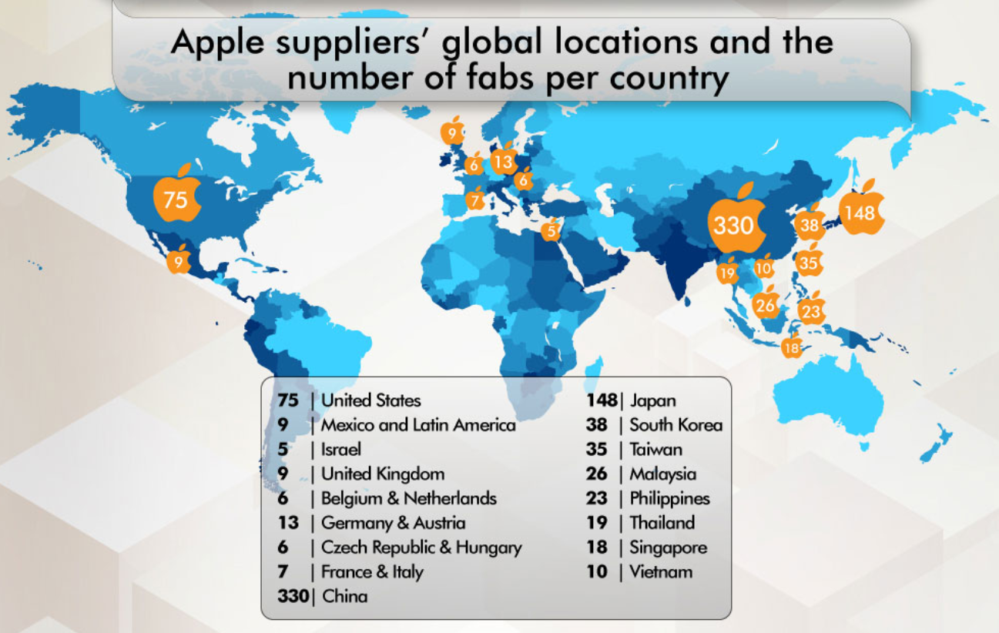 Apple suppliers’ global locations and the
number of fabs per country
9
6
13
6
75
7
330
38
148
5
9
19
10
35
26
23
18
75 | United States
9 | Mexico and Latin America
5 | Israel
9 | United Kingdom
6 | Belgium & Netherlands
13 | Germany & Austria
6 | Czech Republic & Hungary
7 | France & Italy
330| China
148| Japan
38 | South Korea
35 | Taiwan
26 | Malaysia
23 | Philippines
19 | Thailand
18 | Singapore
10 | Vietnam